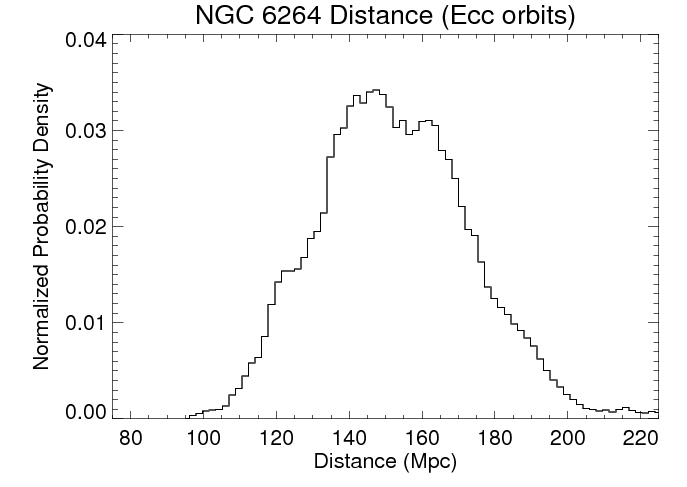 NGC 6264 Distance (Ecc orbits)
Normalized Probability Density
0.04
0.03
0.02
0.01
0.00
80 100 120 140 160 180 200 220
Distance (Mpc)